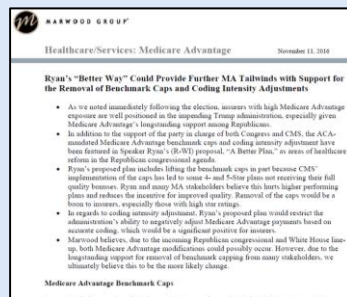 M MARWOOD GROUP
Healthcare/Services: Medicare Advantage November 11, 2016
Ryan's "Better Way" Could Provide Further MA Tailwinds with Support for
the Removal of Benchmark Caps and Coding Intensity Adjustments
• As we noted immediately following the election, insurers with high Medicare Advantage
exposure are well positioned in the impending Trump administration, especially given
Medicare Advantage's longstanding support among Republicans.
• In addition to the support of the party in charge of both Congress and CMS, the ACA-
mandated Medicare Advantage benchmark caps and coding intensity adjustment have
been featured in Speaker Ryan's (R-WI) proposal, "A Better Plan," as areas of healthcare
reform in the Republican congressional agenda.
• Ryan's proposed plan includes lifting the benchmark caps in part because CMS'
implementation of the caps has led to some 4- and 5-Star plans not receiving their full
quality bonuses. Ryan and many MA stakeholders believe this hurts higher performing
plans and reduces the incentive for improved quality. Removal of the caps would be a
boon to insurers, especially those with high star ratings.
• In regards to coding intensity adjustment, Ryan's proposed plan would restrict the
administration's ability to negatively adjust Medicare Advantage payments based on
accurate coding, which would be a significant positive for insurers.
• Marwood believes, due to the incoming Republican congressional and White House line-
up, both Medicare Advantage modifications could possibly occur. However, due to the
longstanding support for removal of benchmark capping from many stakeholders, we
ultimately believe this to be the more likely change.
Medicare Advantage Benchmark Caps